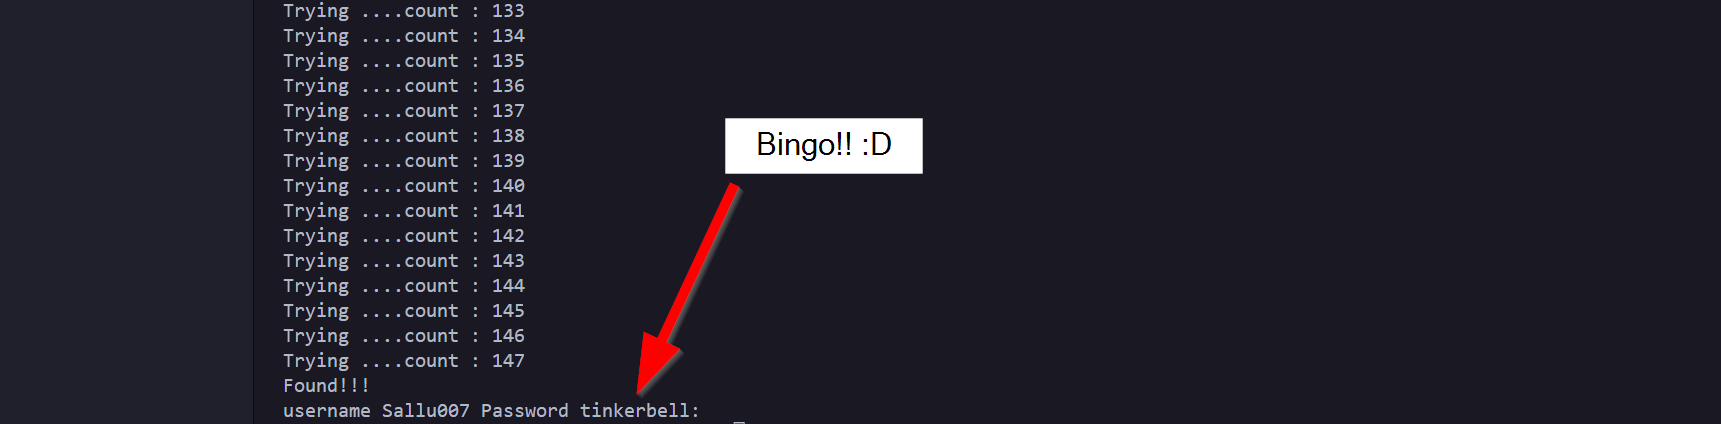 Trying ....count : 133
Trying ....count : 134
Trying ....count : 135
Trying ....count : 136
Trying ....count : 137
Trying ....count : 138
Bingo!! :D
Trying ....count : 139
Trying ....count : 140
Trying ....count : 141
Trying ....count : 142
Trying ....count : 143
Trying ....count : 144
Trying ....count : 145
Trying ....count : 146
Trying ....count : 147
Found!!!
username Sallu007 Password tinkerbell: